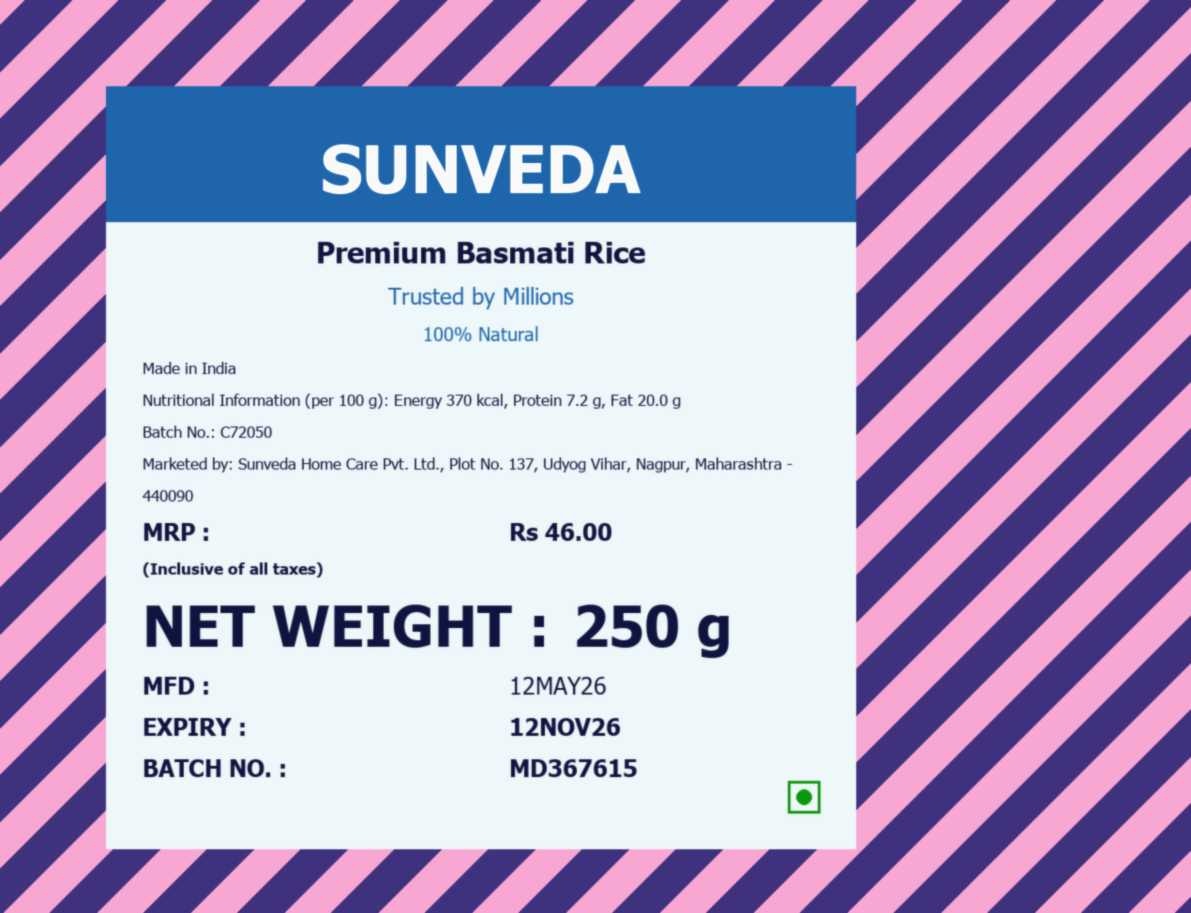 SUNVEDA
Premium Basmati Rice
Trusted by Millions
100% Natural
Made in India
Nutritional Information (per 100 g): Energy 370 kcal, Protein 7.2 g, Fat 20.0 g
Batch No.: C72050
Marketed by: Sunveda Home Care Pvt. Ltd., Plot No. 137, Udyog Vihar, Nagpur, Maharashtra -
440090
MRP : Rs 46.00
(Inclusive of all taxes)
NET WEIGHT : 250 g
MFD : 12MAY26
EXPIRY : 12NOV26
BATCH NO. : MD367615